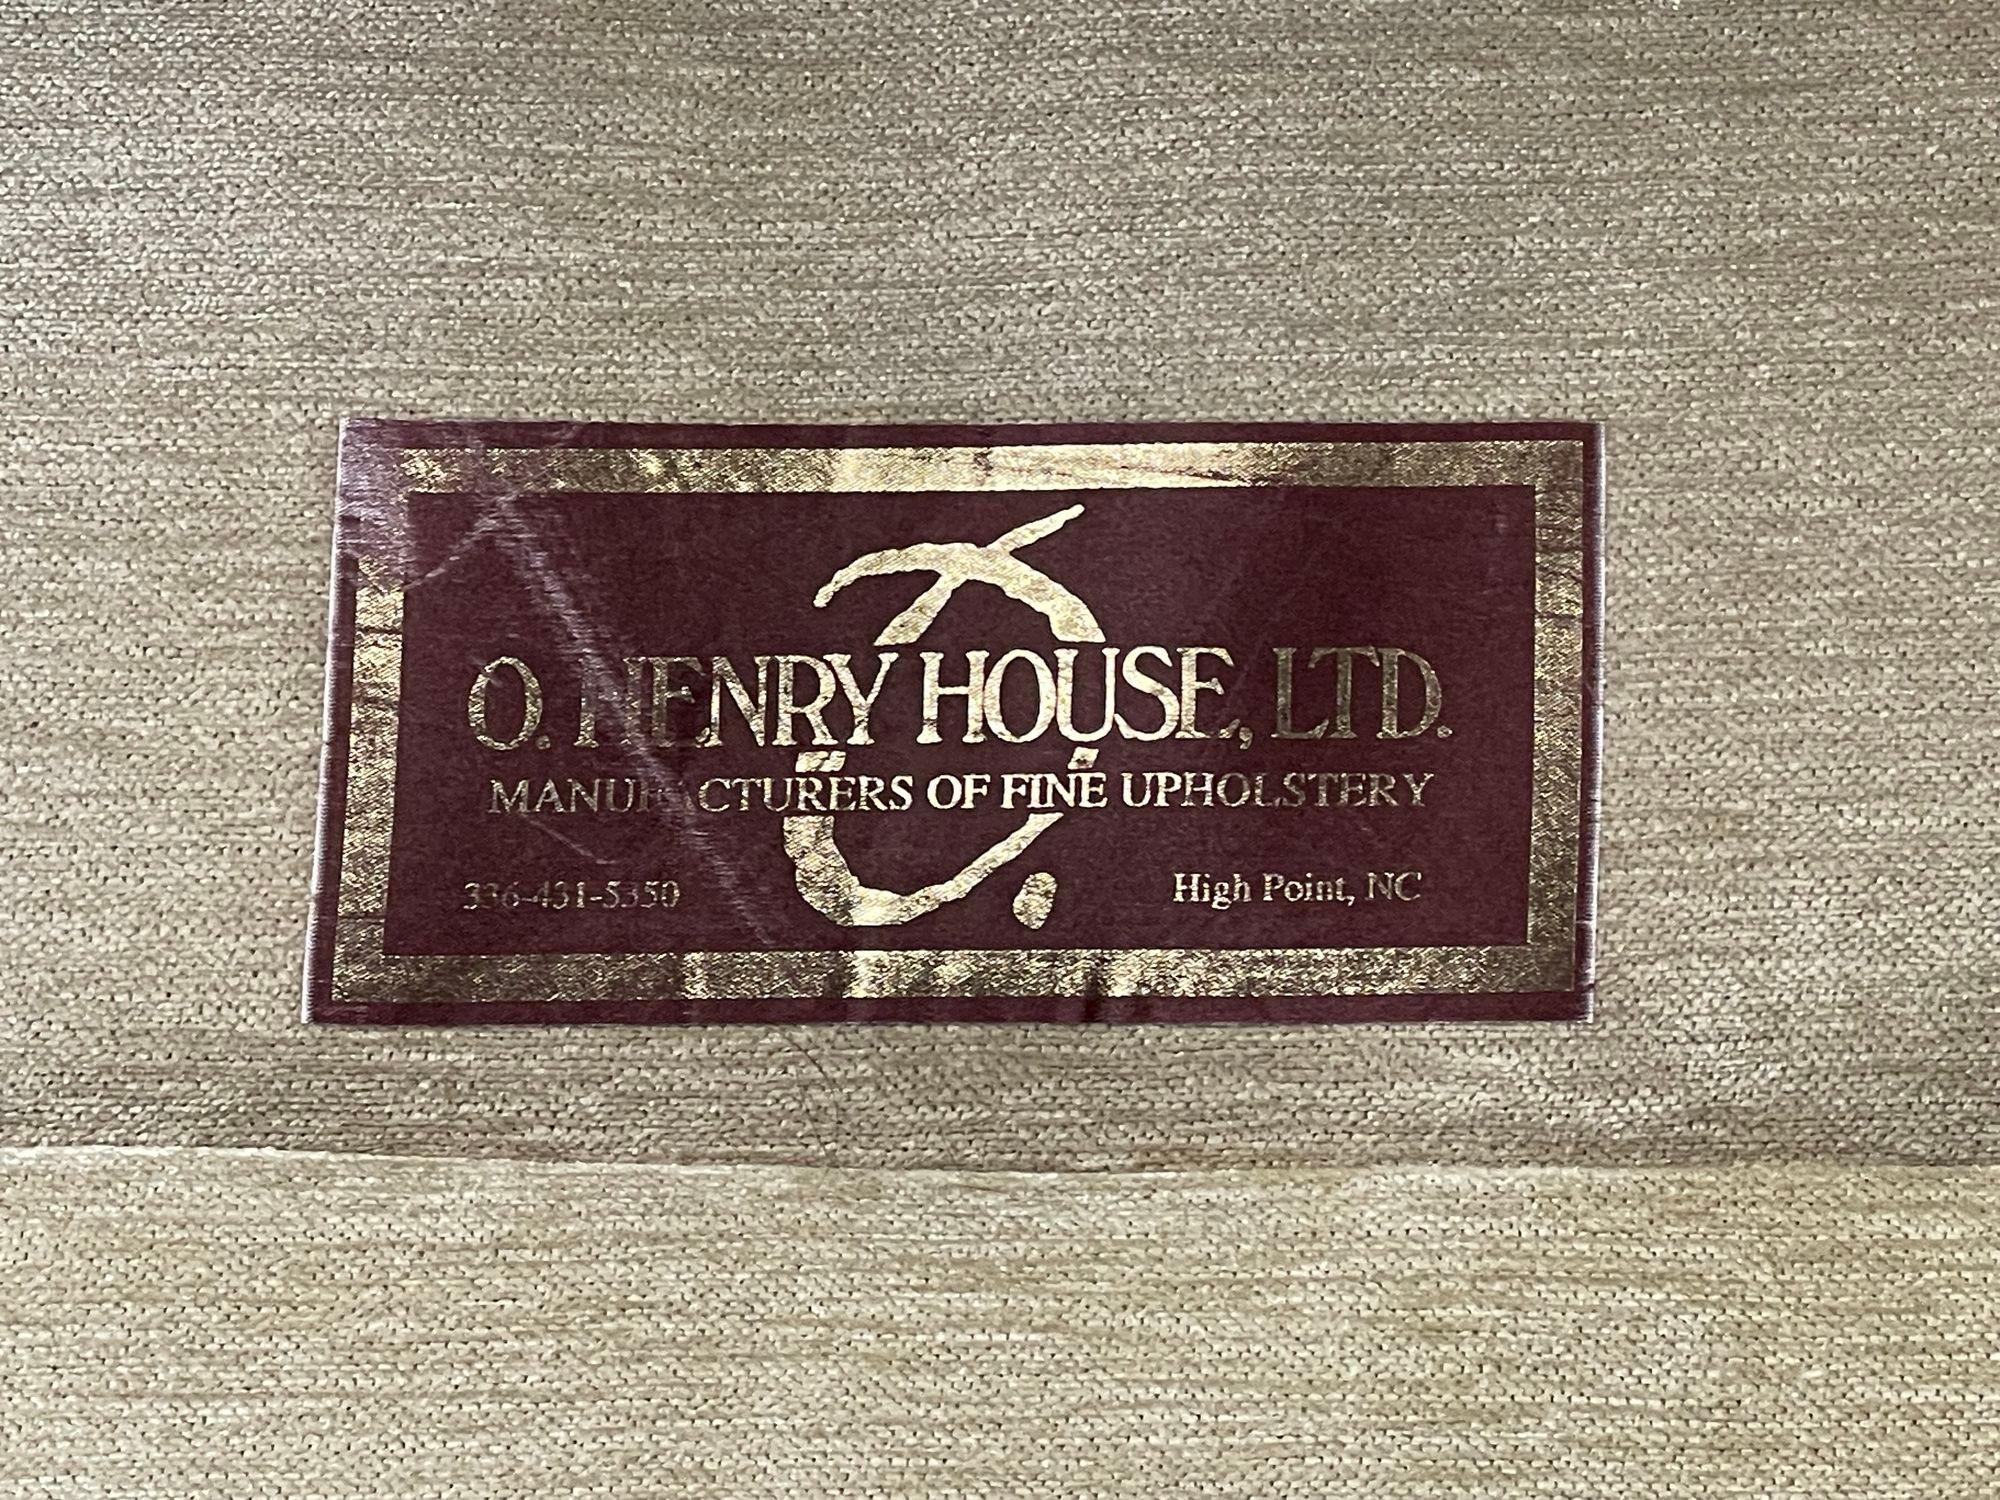 O. HENRY HOUSE, LTD.
MANUFACTURERS OF FINE UPHOLSTERY
336-431-5350
High Point, NC